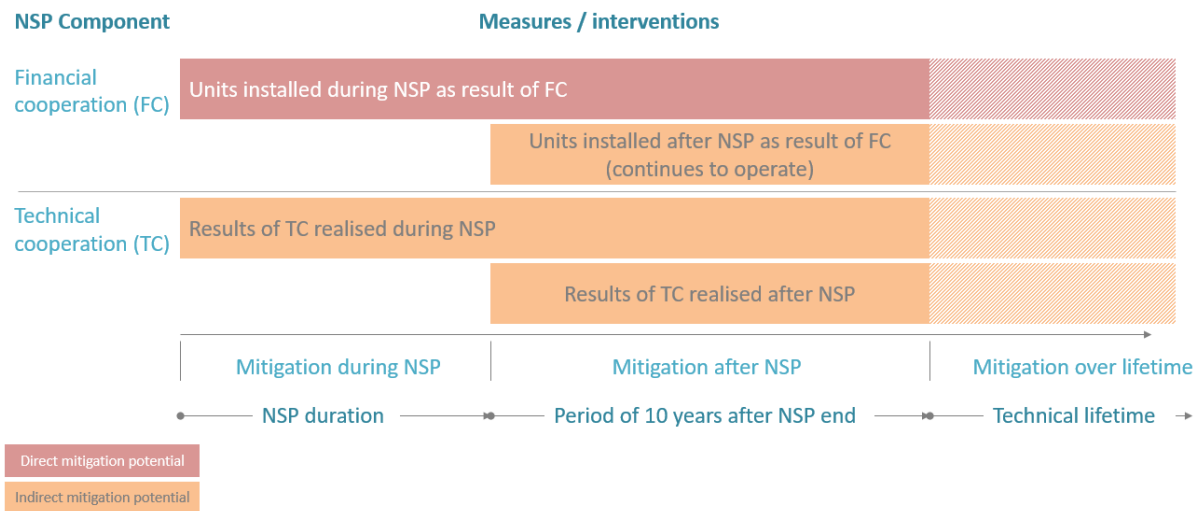 NSP Component
Measures / interventions
Financial
cooperation (FC)
Units installed during NSP as result of FC
Units installed after NSP as result of FC
(continues to operate)
Technical
cooperation (TC)
Results of TC realised during NSP
Results of TC realised after NSP
Mitigation during NSP
Mitigation after NSP
Mitigation over lifetime
NSP duration
Period of 10 years after NSP end
Technical lifetime
Direct mitigation potential
Indirect mitigation potential